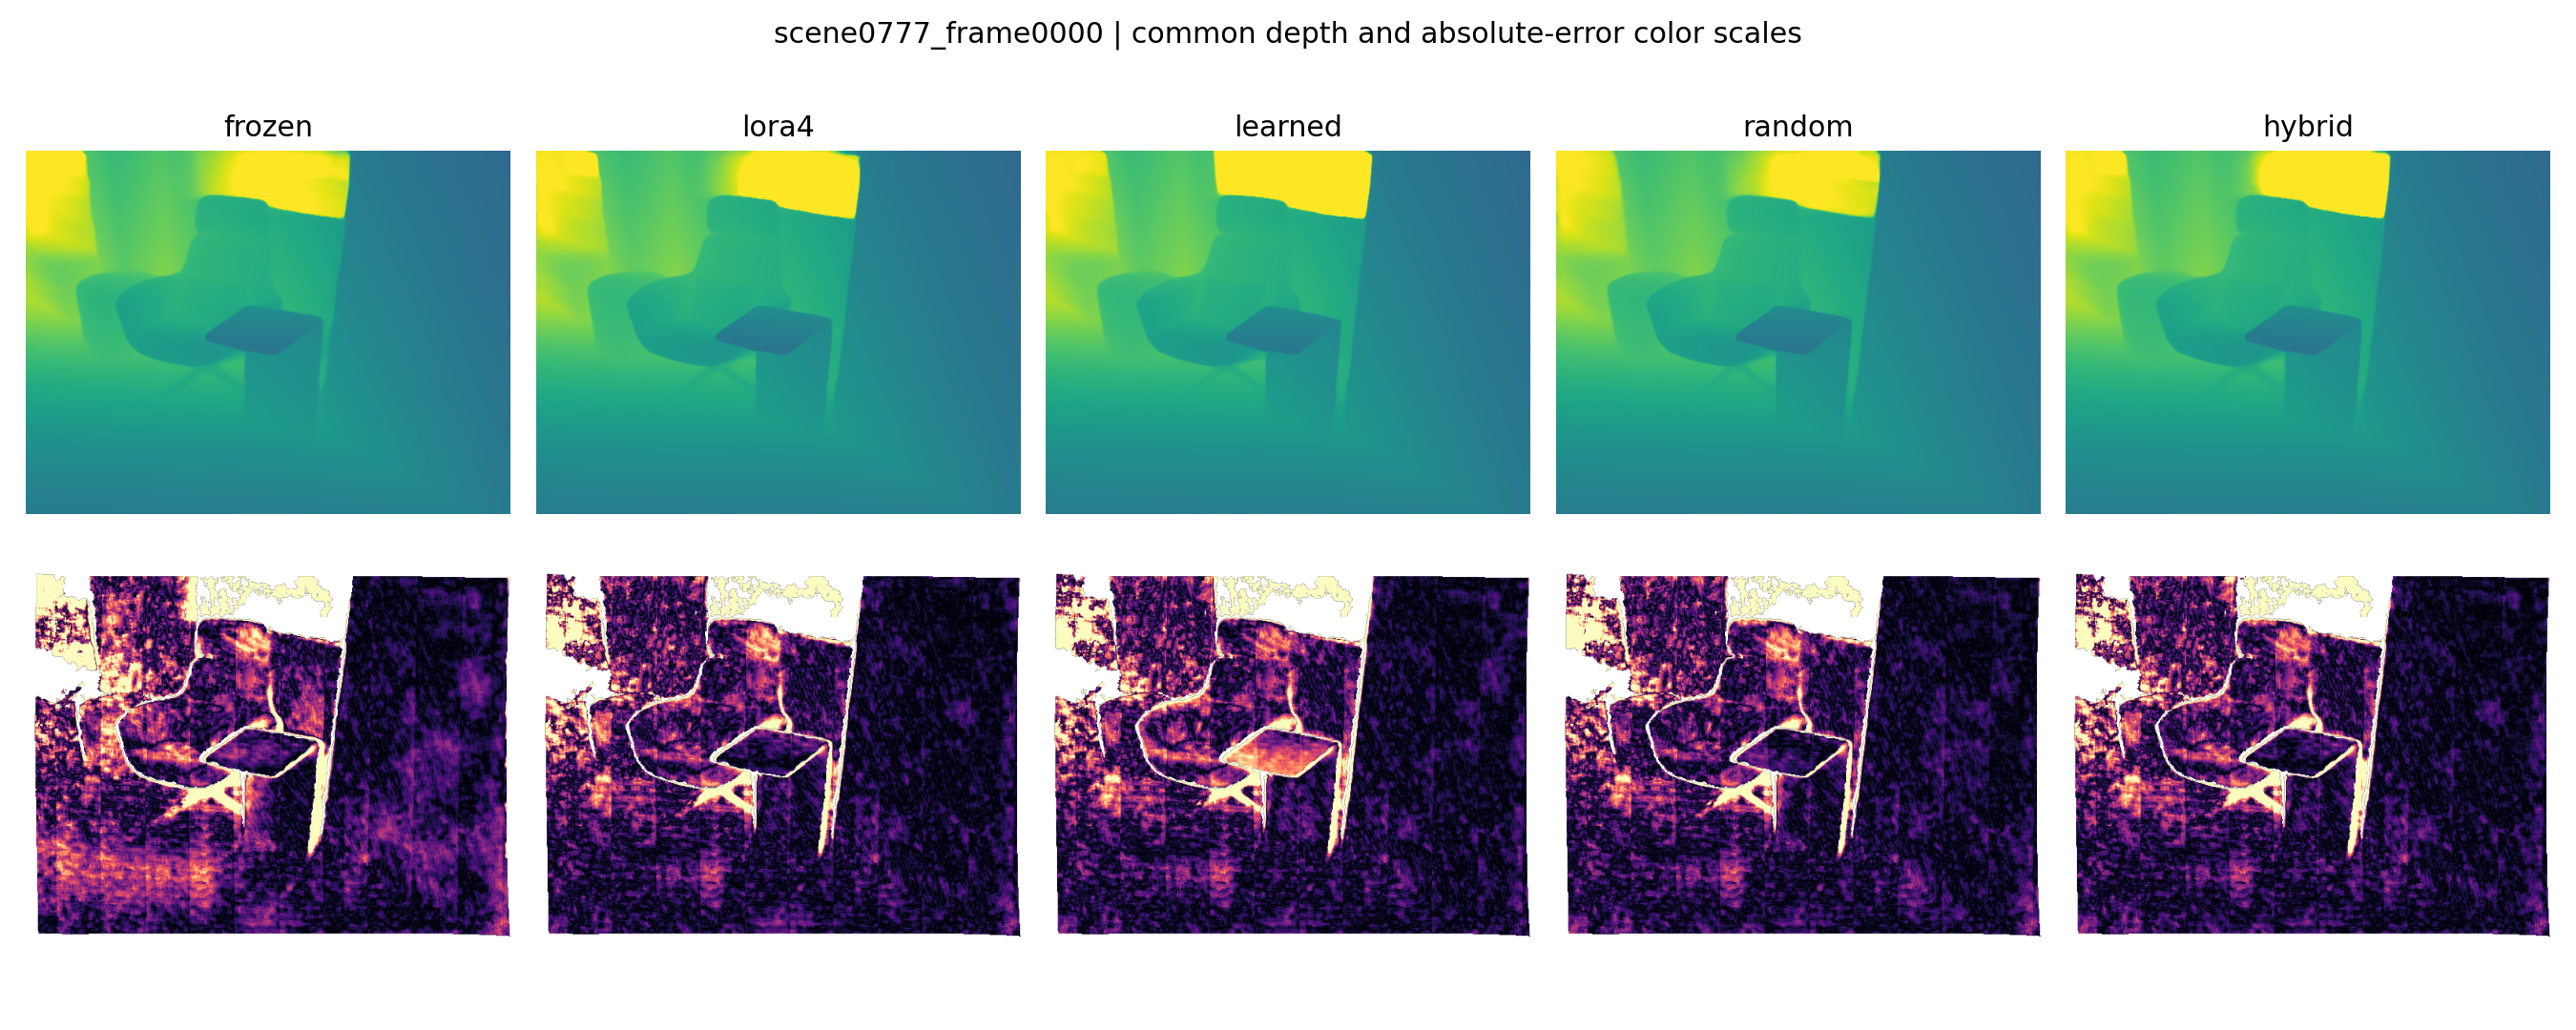 scene0777_frame0000 | common depth and absolute-error color scales
frozen
lora4
learned
random
hybrid